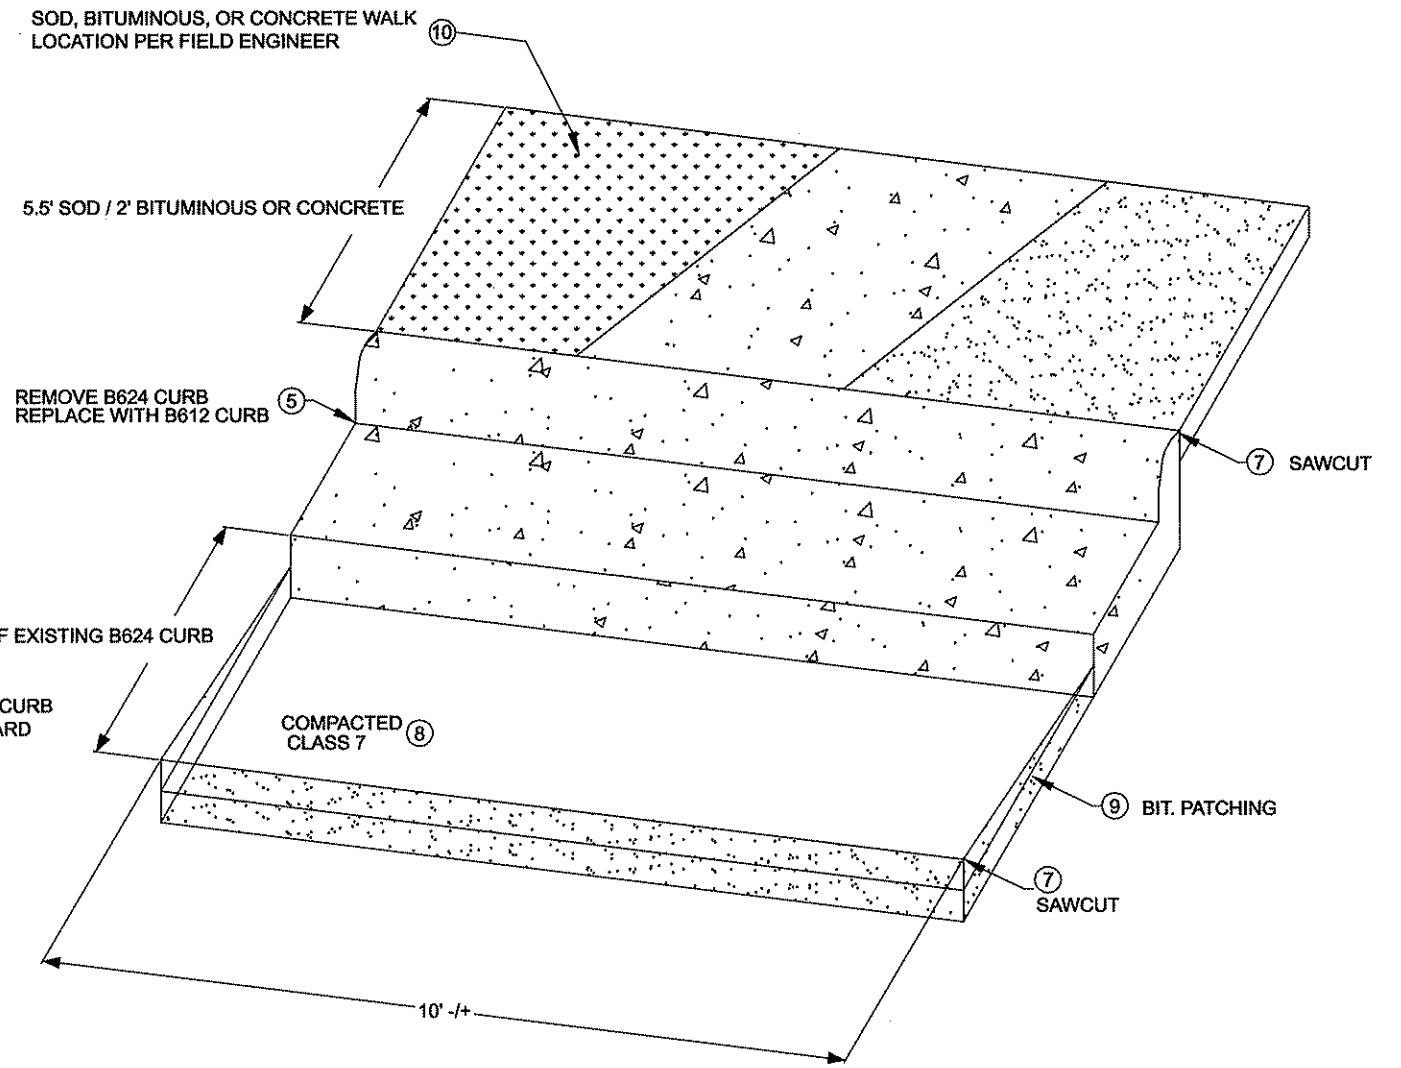 SOD, BITUMINOUS, OR CONCRETE WALK
LOCATION PER FIELD ENGINEER
10
5.5' SOD / 2' BITUMINOUS OR CONCRETE
REMOVE B624 CURB
REPLACE WITH B612 CURB
5
7 SAWCUT
F EXISTING B624 CURB
CURB
ARD
COMPACTED
CLASS 7
8
9 BIT. PATCHING
7
SAWCUT
10' -/+